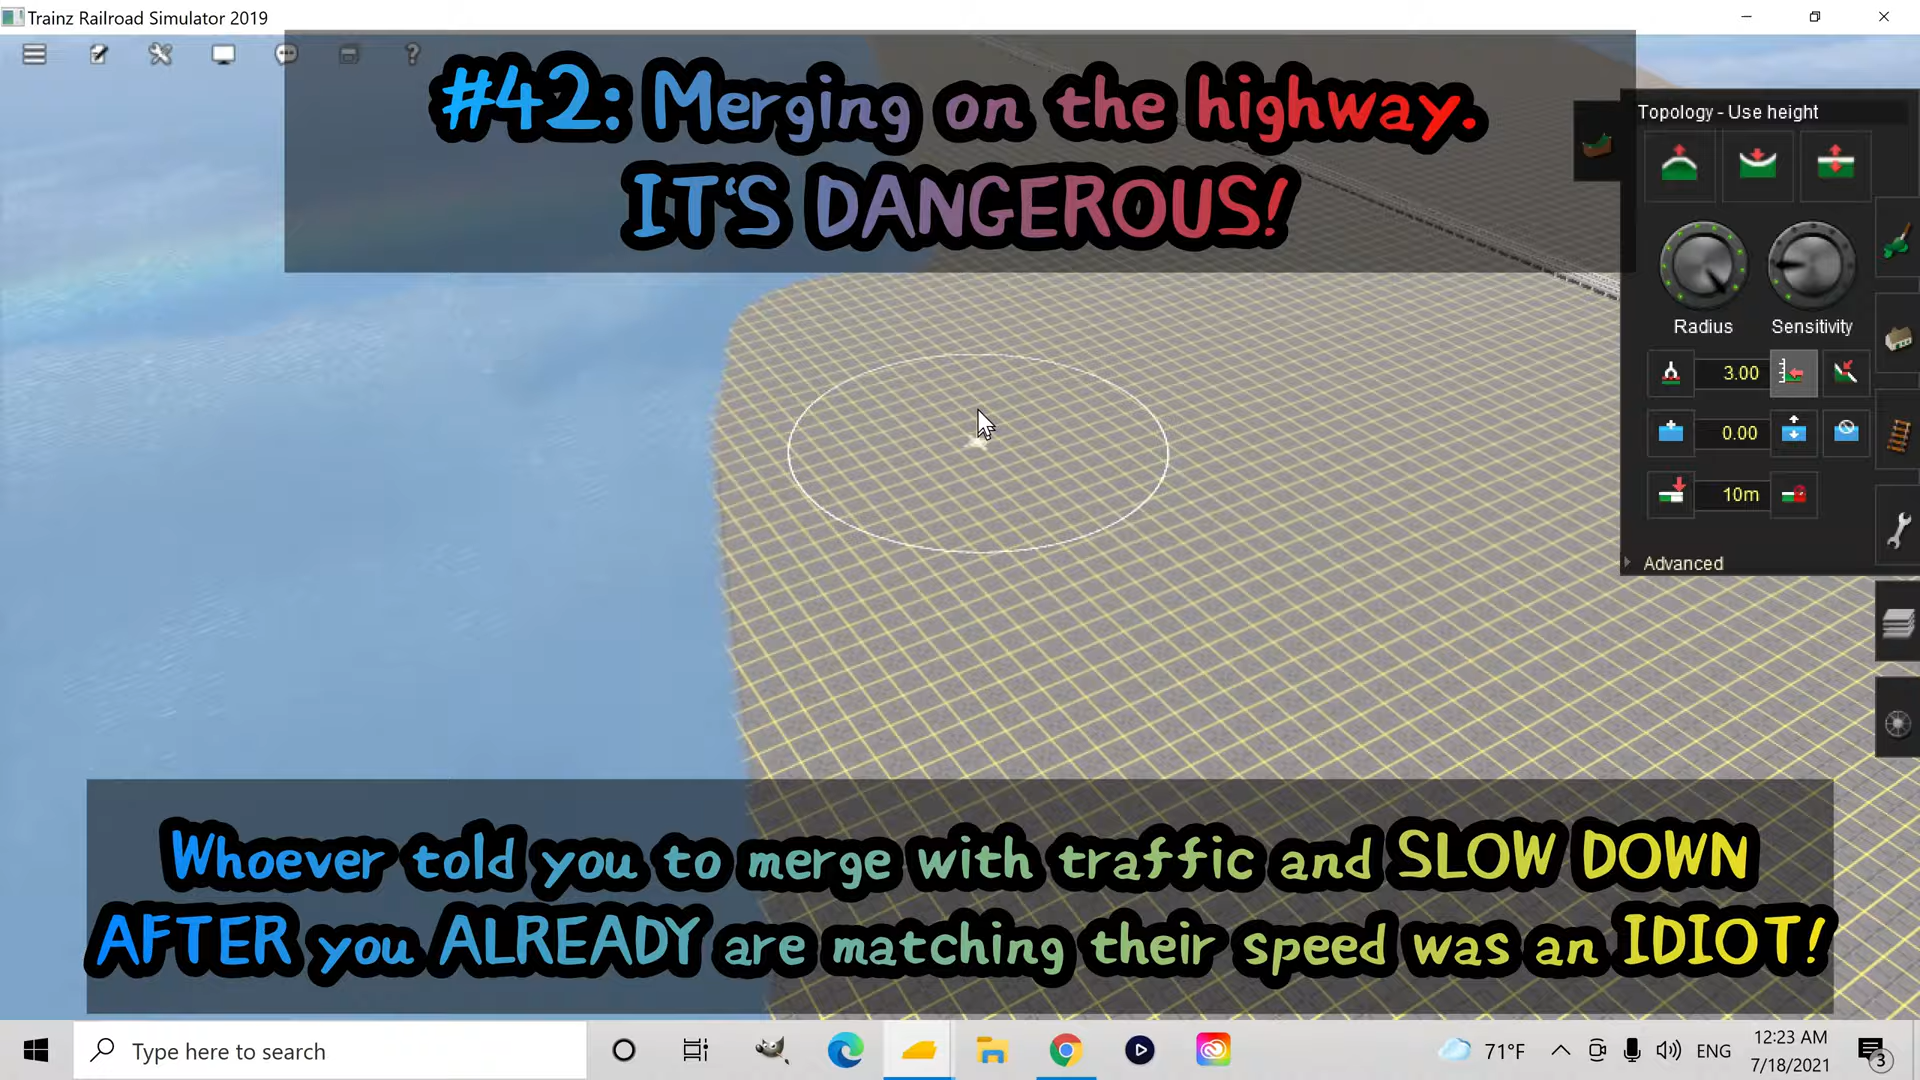 Trainz Railroad Simulator 2019
#42: Merging on the highway.
IT'S DANGEROUS!
Topology - Use height
Radius
Sensitivity
3.00
0.00
10m
Advanced
Whoever told you to merge with traffic and SLOW DOWN
AFTER you ALREADY are matching their speed was an IDIOT!
Type here to search
71°F
ENG
12:23 AM
7/18/2021
3